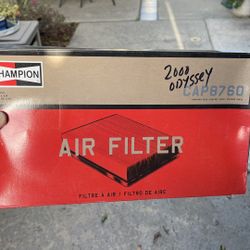 CHAMPION
2000
ODYSSEY
CAP8760
AIR FILTER
FILTRE À AIR | FILTRO DE AIRE